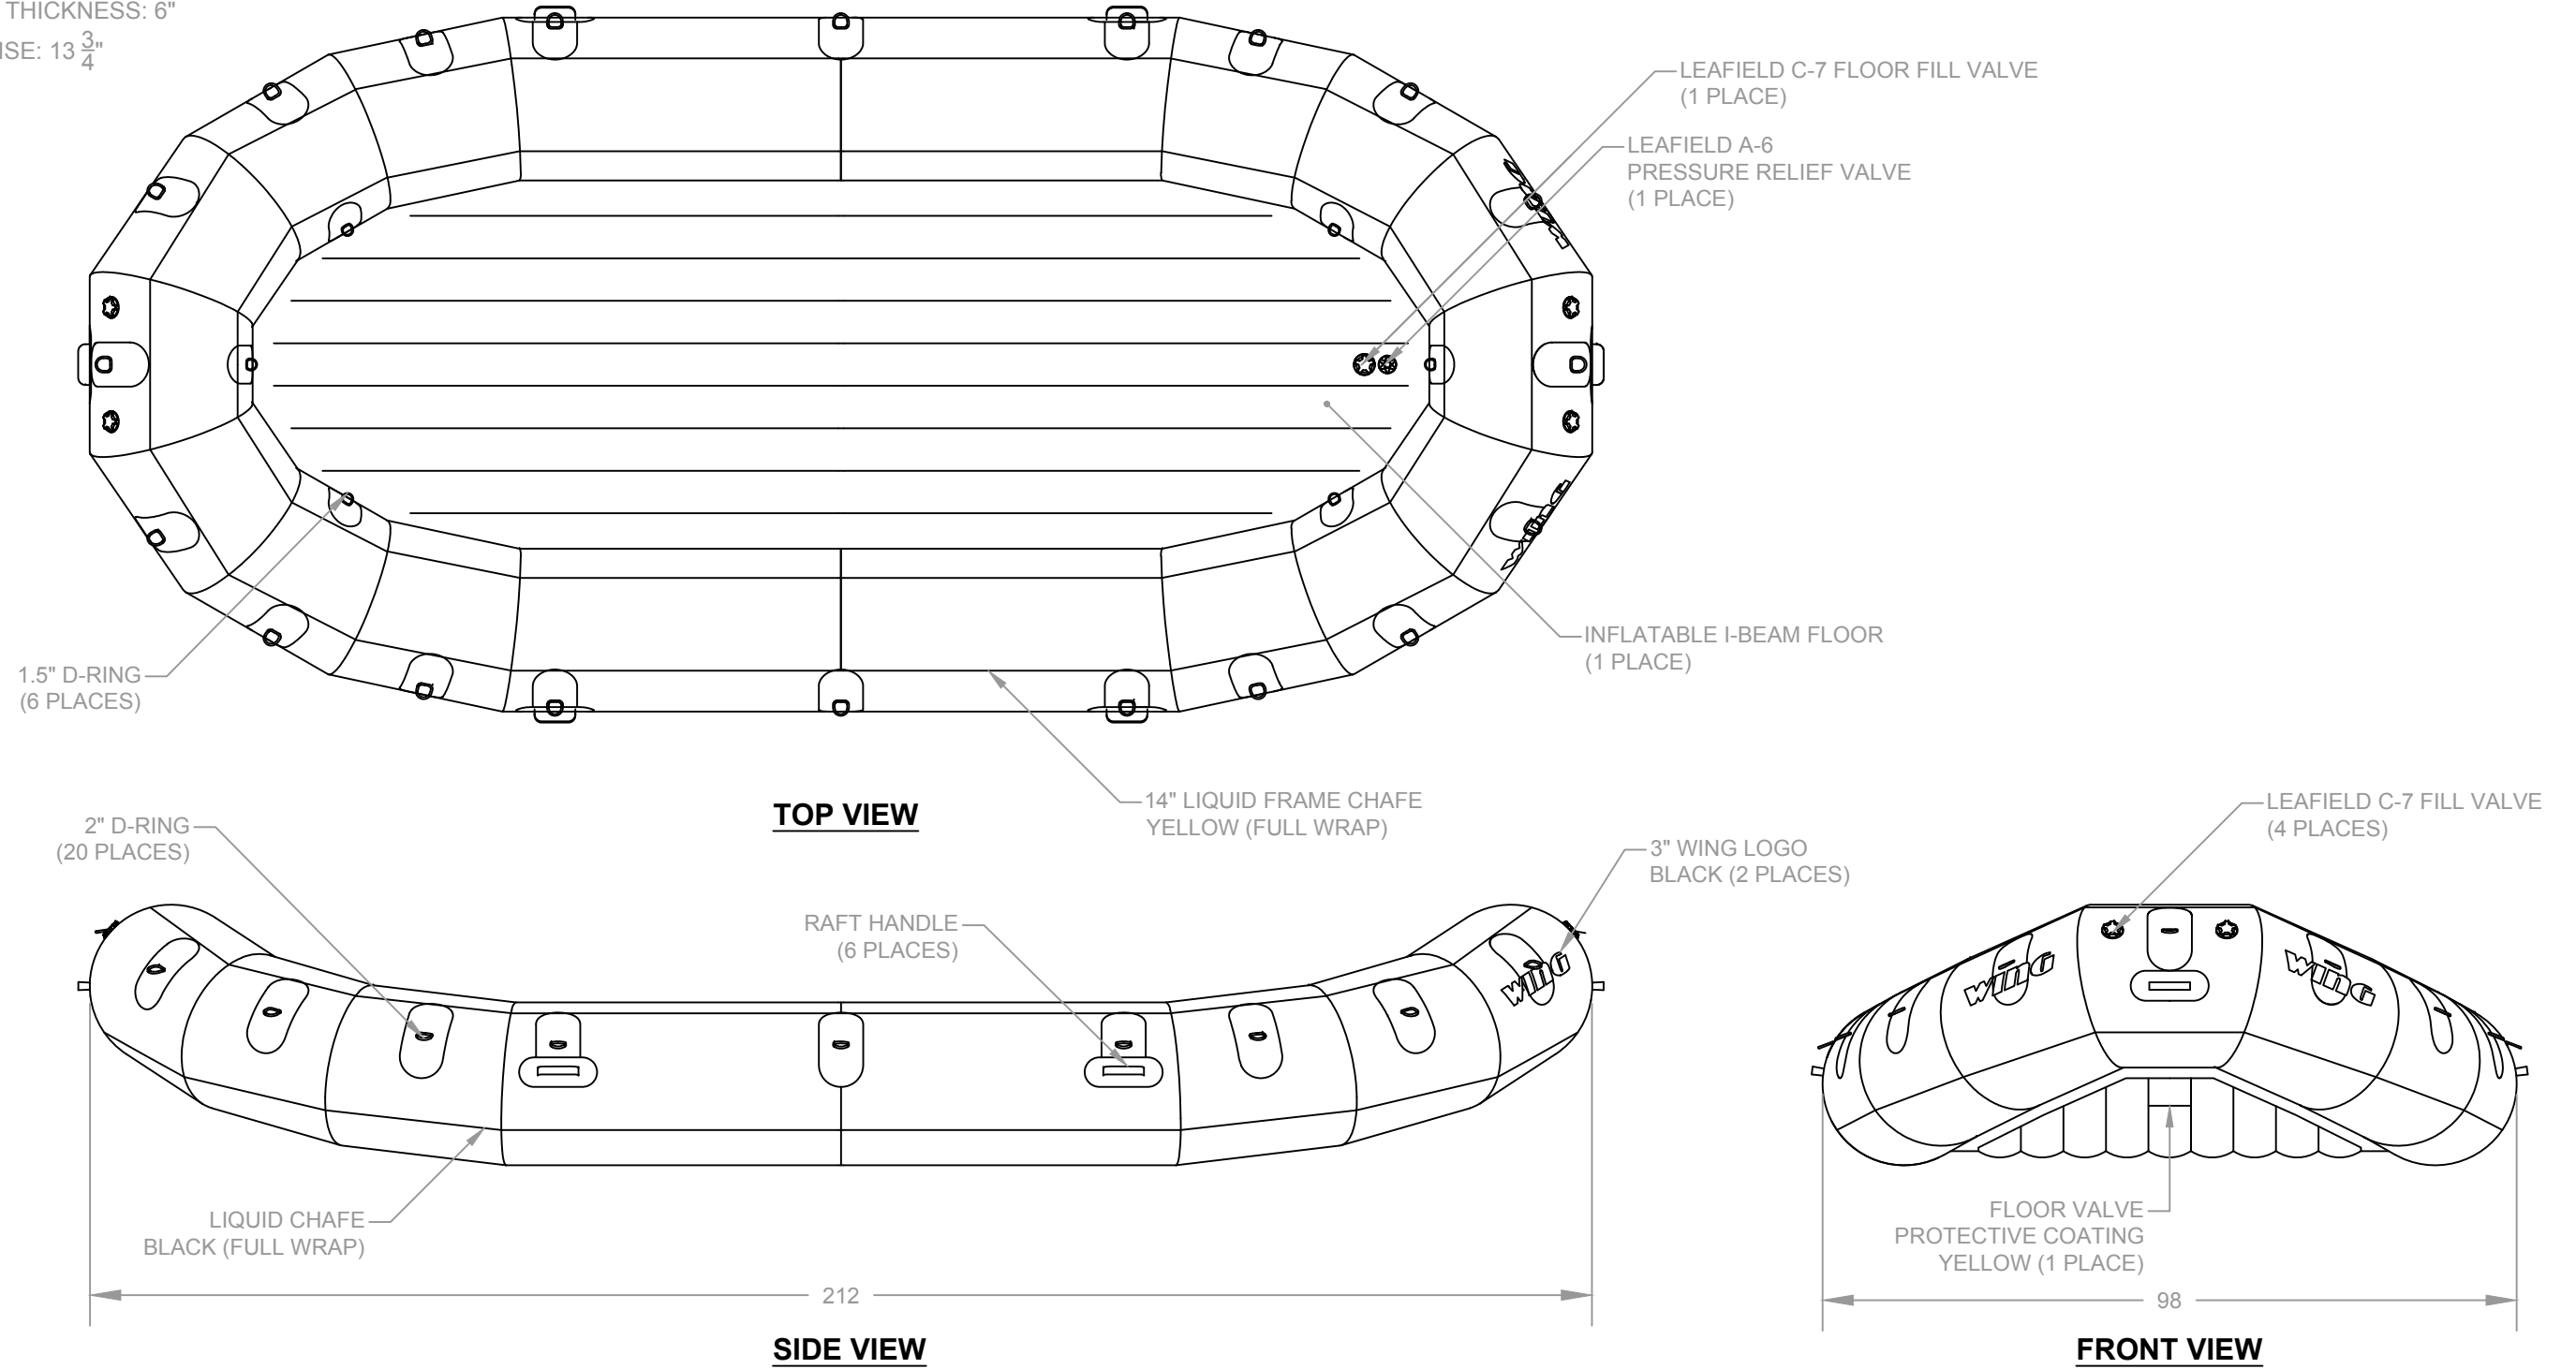 THICKNESS: 6"
ISE: 13 3/4"
LEAFIELD C-7 FLOOR FILL VALVE
(1 PLACE)
LEAFIELD A-6
PRESSURE RELIEF VALVE
(1 PLACE)
INFLATABLE I-BEAM FLOOR
(1 PLACE)
1.5" D-RING
(6 PLACES)
14" LIQUID FRAME CHAFE
YELLOW (FULL WRAP)
TOP VIEW
2" D-RING
(20 PLACES)
RAFT HANDLE
(6 PLACES)
3" WING LOGO
BLACK (2 PLACES)
WING
LIQUID CHAFE
BLACK (FULL WRAP)
212
SIDE VIEW
LEAFIELD C-7 FILL VALVE
(4 PLACES)
WING
WING
FLOOR VALVE
PROTECTIVE COATING
YELLOW (1 PLACE)
98
FRONT VIEW